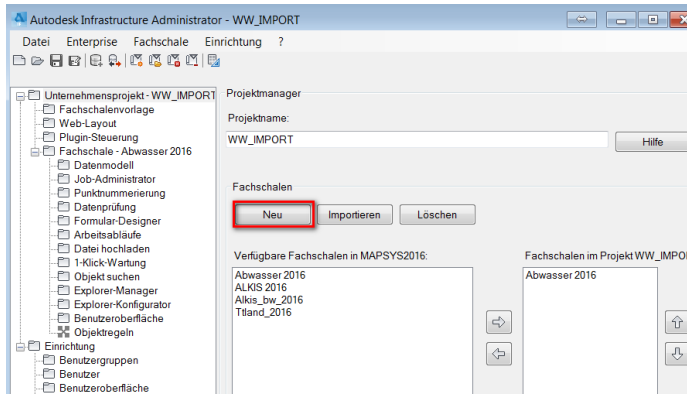 Autodesk Infrastructure Administrator - WW_IMPORT
Datei Enterprise Fachschale Einrichtung ?
Unternehmensprojekt - WW_IMPORT
Fachschalenvorlage
Web-Layout
Plugin-Steuerung
Fachschale - Abwasser 2016
Datenmodell
Job-Administrator
Punktnummerierung
Datenprüfung
Formular-Designer
Arbeitsabläufe
Datei hochladen
1-Klick-Wartung
Objekt suchen
Explorer-Manager
Explorer-Konfigurator
Benutzeroberfläche
Objektregeln
Einrichtung
Benutzergruppen
Benutzer
Benutzeroberfläche
Projektmanager
Projektname:
WW_IMPORT
Hilfe
Fachschalen
Neu Importieren Löschen
Verfügbare Fachschalen in MAPSYS2016:
Abwasser 2016
ALKIS 2016
Alkis_bw_2016
Ttland_2016
Fachschalen im Projekt WW_IMPO
Abwasser 2016